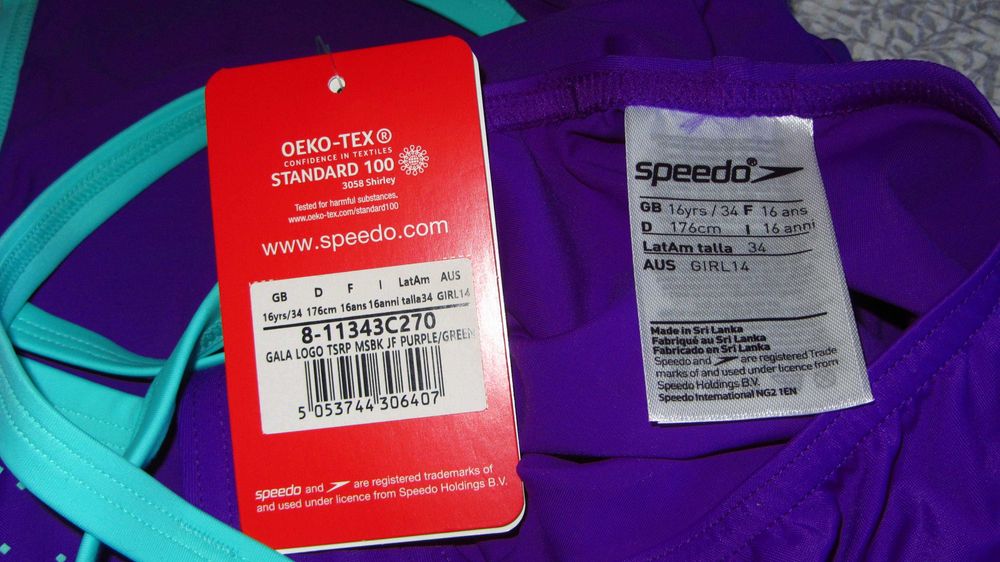 OEKO-TEX®
CONFIDENCE IN TEXTILES
STANDARD 100
3058 Shirley
Tested for harmful substances.
www.oeko-tex.com/standard100
www.speedo.com
GB D F I LatAm AUS
16yrs/34 176cm 16ans 16anni talla34 GIRL14
8-11343C270
GALA LOGO TSRP MSBK JF PURPLE/GREEN
5 053744 306407
speedo and are registered trademarks of
and used under licence from Speedo Holdings B.V.
speedo®
GB 16yrs / 34 F 16 ans
D 176cm I 16 anni
LatAm talla 34
AUS GIRL14
Made in Sri Lanka
Fabriqué au Sri Lanka
Fabricado en Sri Lanka
Speedo and are registered Trade
marks of and used under licence from
Speedo Holdings B.V.
Speedo International NG2 1EN